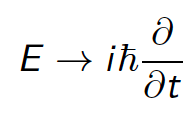 E → iħ ∂/∂t